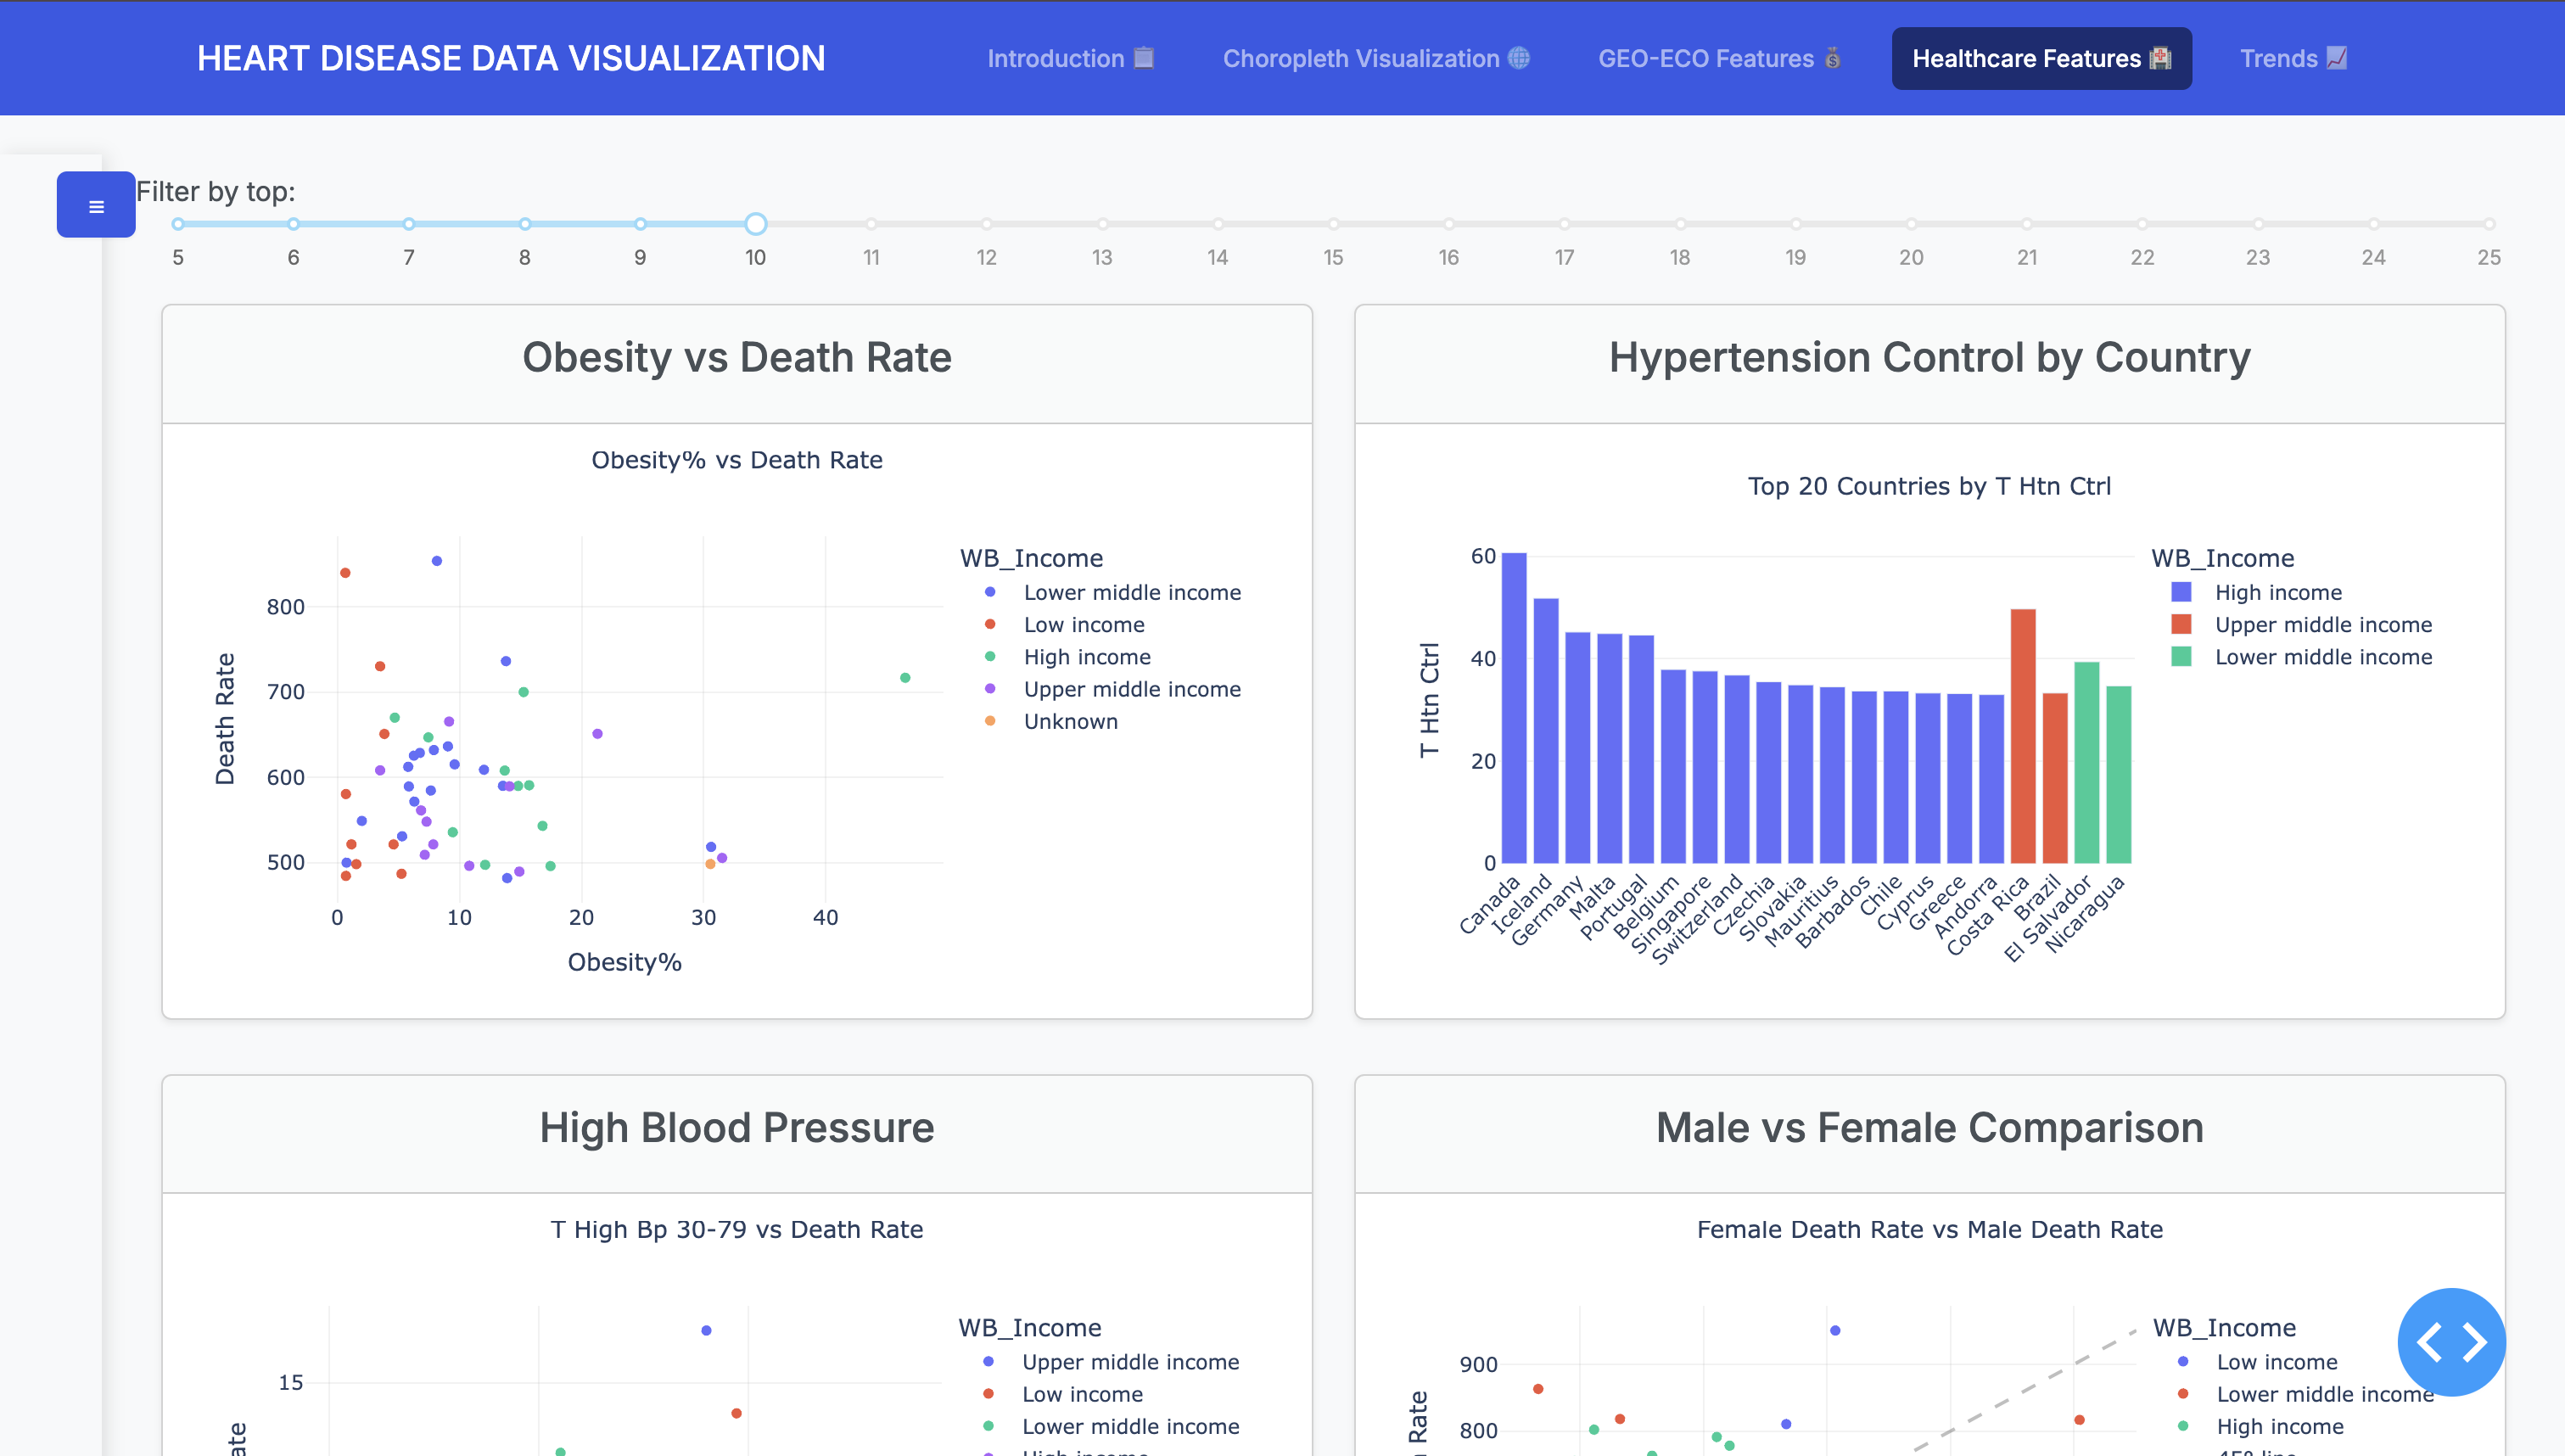 HEART DISEASE DATA VISUALIZATION
Introduction
Choropleth Visualization
GEO-ECO Features
Healthcare Features
Trends
Filter by top:
5 6 7 8 9 10 11 12 13 14 15 16 17 18 19 20 21 22 23 24 25
Obesity vs Death Rate
Obesity% vs Death Rate
Death Rate
800
700
600
500
0 10 20 30 40
Obesity%
WB_Income
Lower middle income
Low income
High income
Upper middle income
Unknown
Hypertension Control by Country
Top 20 Countries by T Htn Ctrl
T Htn Ctrl
60
40
20
0
Canada
Iceland
Germany
Malta
Portugal
Belgium
Singapore
Switzerland
Czechia
Slovakia
Mauritius
Barbados
Chile
Cyprus
Greece
Andorra
Costa Rica
Brazil
El Salvador
Nicaragua
WB_Income
High income
Upper middle income
Lower middle income
High Blood Pressure
T High Bp 30-79 vs Death Rate
15
WB_Income
Upper middle income
Low income
Lower middle income
High income
Male vs Female Comparison
Female Death Rate vs Male Death Rate
Rate
900
800
WB_Income
Low income
Lower middle income
High income
45° line